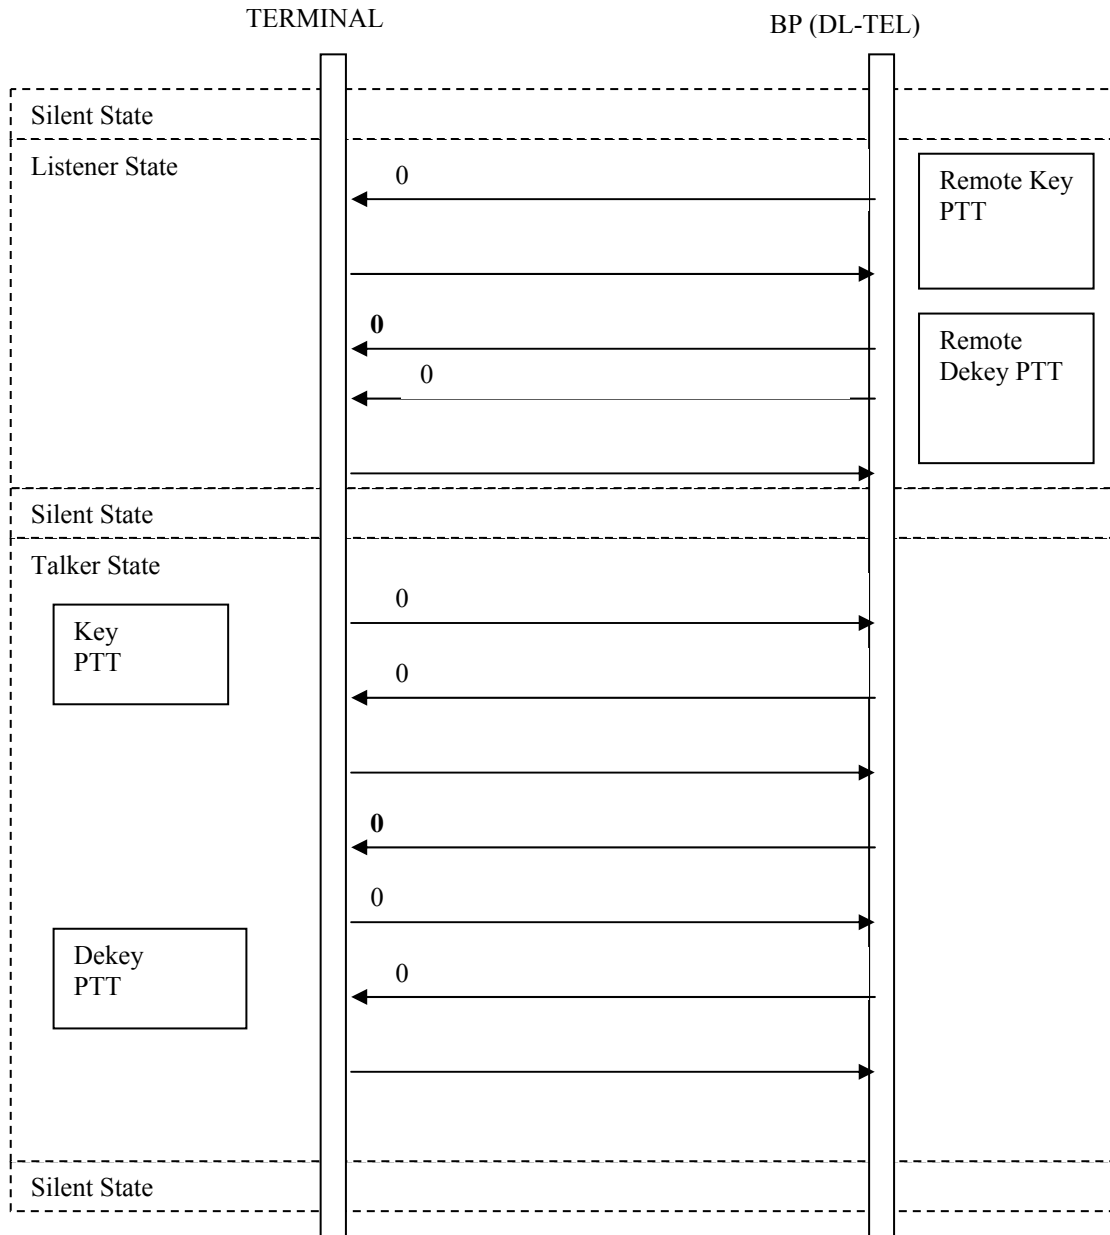 TERMINAL
BP (DL-TEL)
Silent State
Listener State
0
Remote Key
PTT
0
Remote
Dekey PTT
0
Silent State
Talker State
0
Key
PTT
0
0
0
Dekey
PTT
0
Silent State